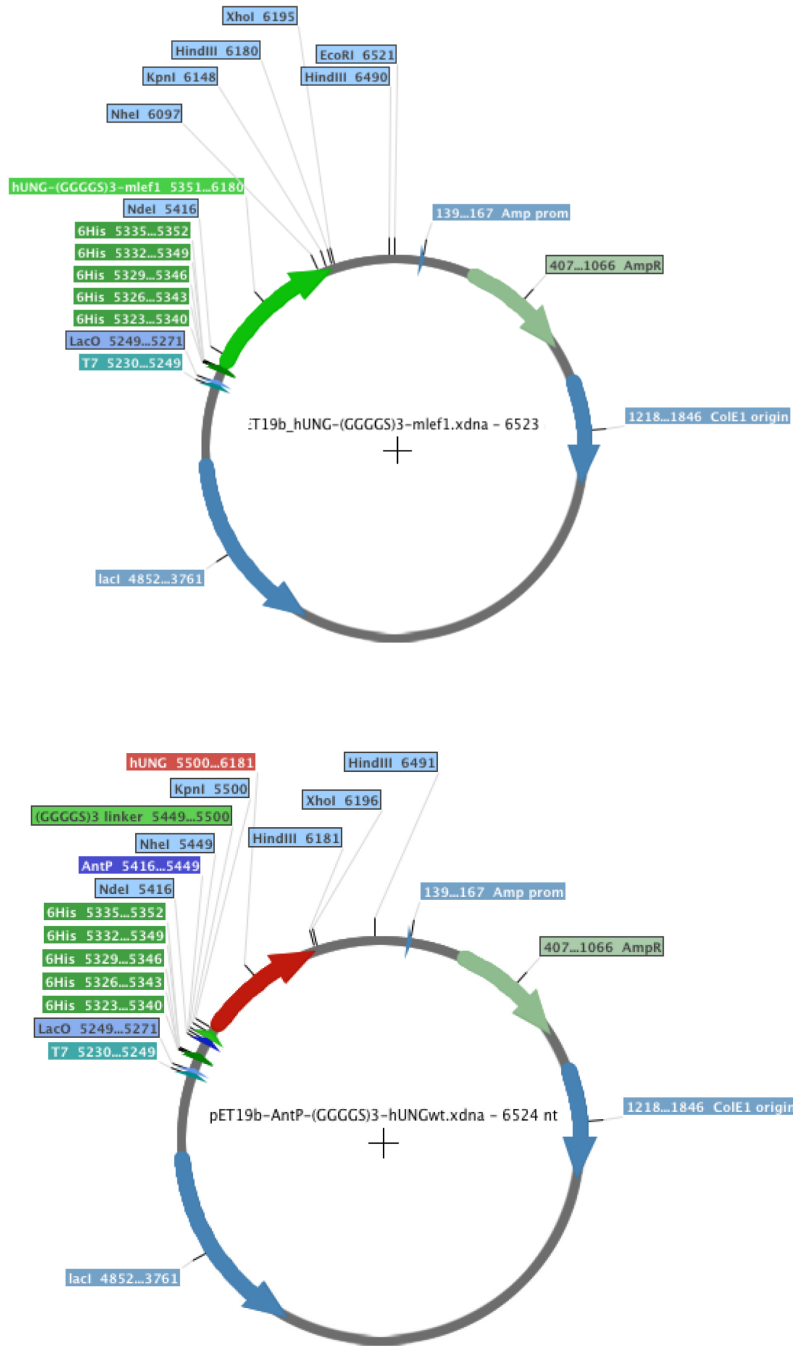 XhoI 6195
HindIII 6180
EcoRI 6521
KpnI 6148
HindIII 6490
NheI 6097
hUNG-(GGGGS)3-mlef1 5351...6180
139...167 Amp prom
NdeI 5416
6His 5335...5352
6His 5332...5349
6His 5329...5346
407...1066 AmpR
6His 5326...5343
6His 5323...5340
LacO 5249...5271
T7 5230...5249
1218...1846 ColE1 origin
ET19b_hUNG-(GGGGS)3-mlef1.xdna - 6523
lacI 4852...3761
hUNG 5500...6181
HindIII 6491
KpnI 5500
XhoI 6196
(GGGGS)3 linker 5449...5500
HindIII 6181
NheI 5449
AntP 5416...5449
NdeI 5416
139...167 Amp prom
6His 5335...5352
6His 5332...5349
407...1066 AmpR
6His 5329...5346
6His 5326...5343
6His 5323...5340
LacO 5249...5271
T7 5230...5249
1218...1846 ColE1 origin
pET19b-AntP-(GGGGS)3-hUNGwt.xdna - 6524 nt
lacI 4852...3761